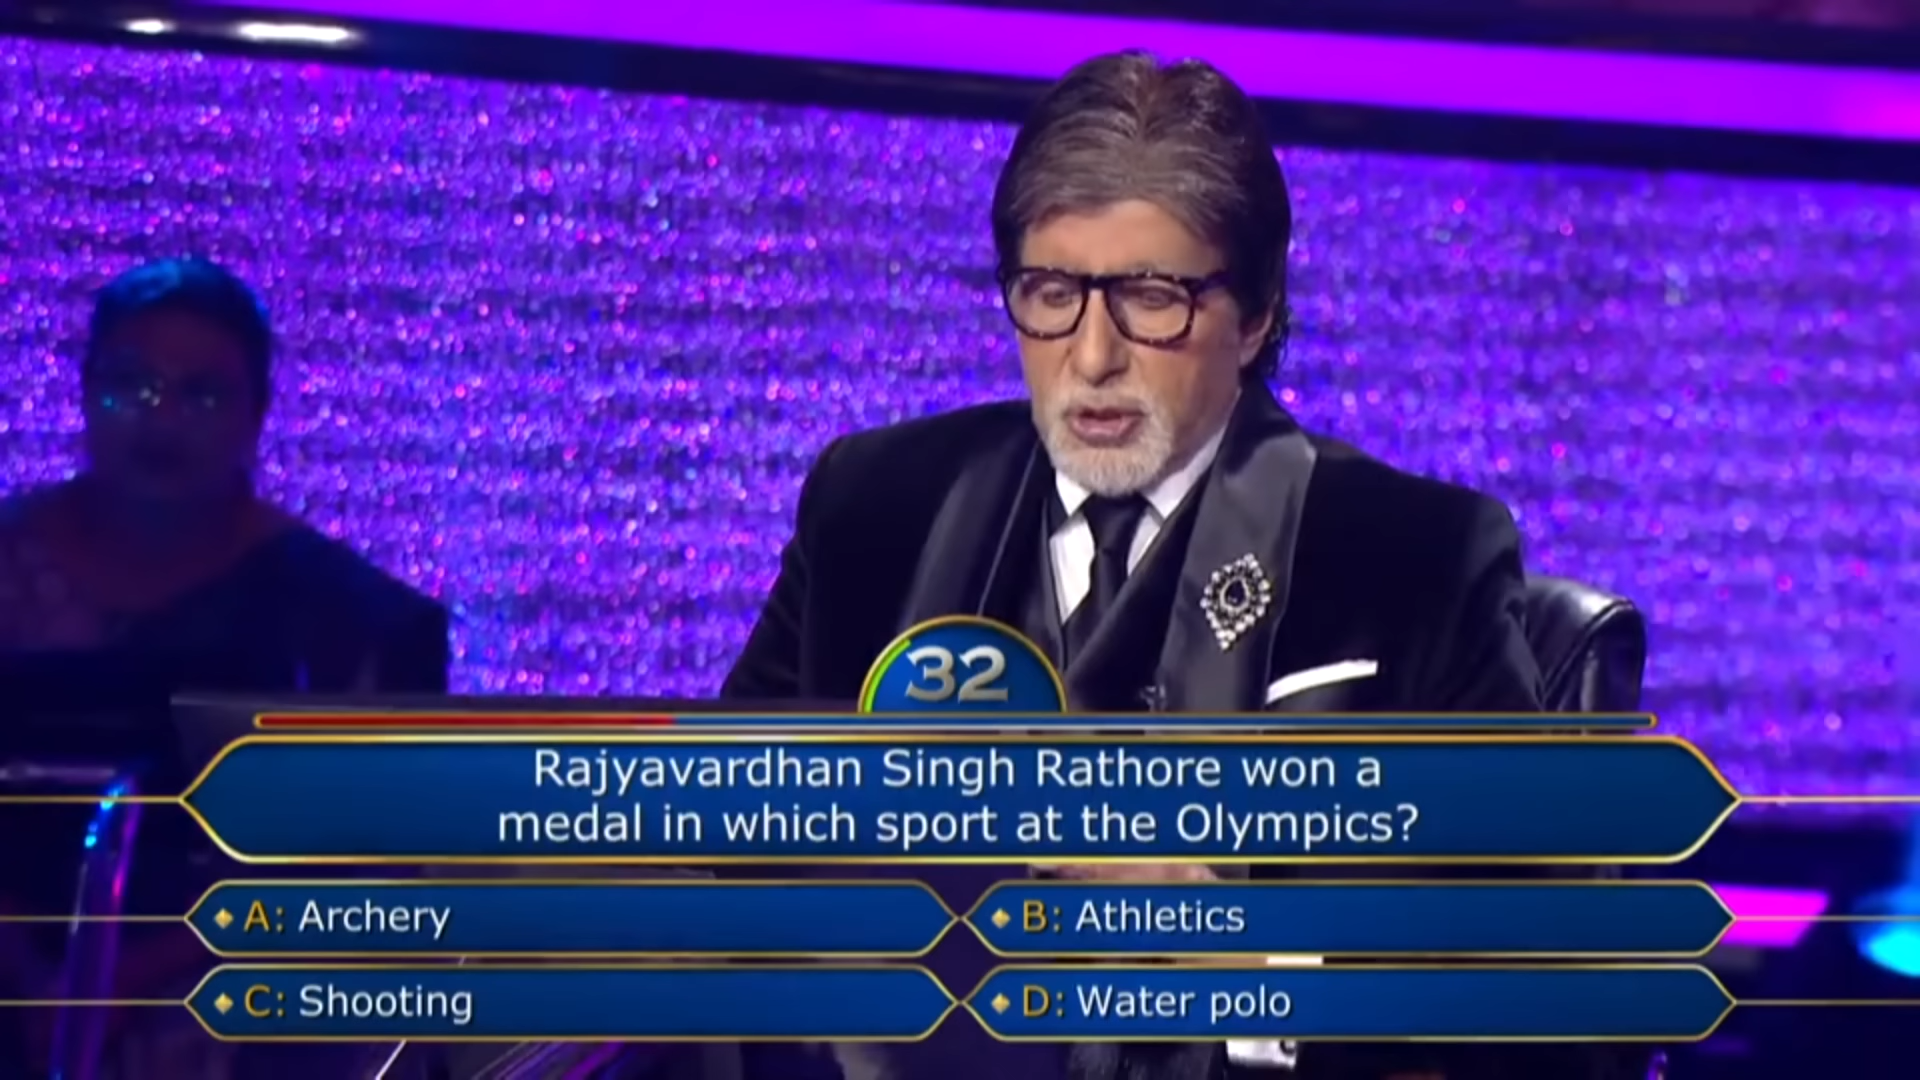 32
Rajyavardhan Singh Rathore won a
medal in which sport at the Olympics?
A: Archery
B: Athletics
C: Shooting
D: Water polo